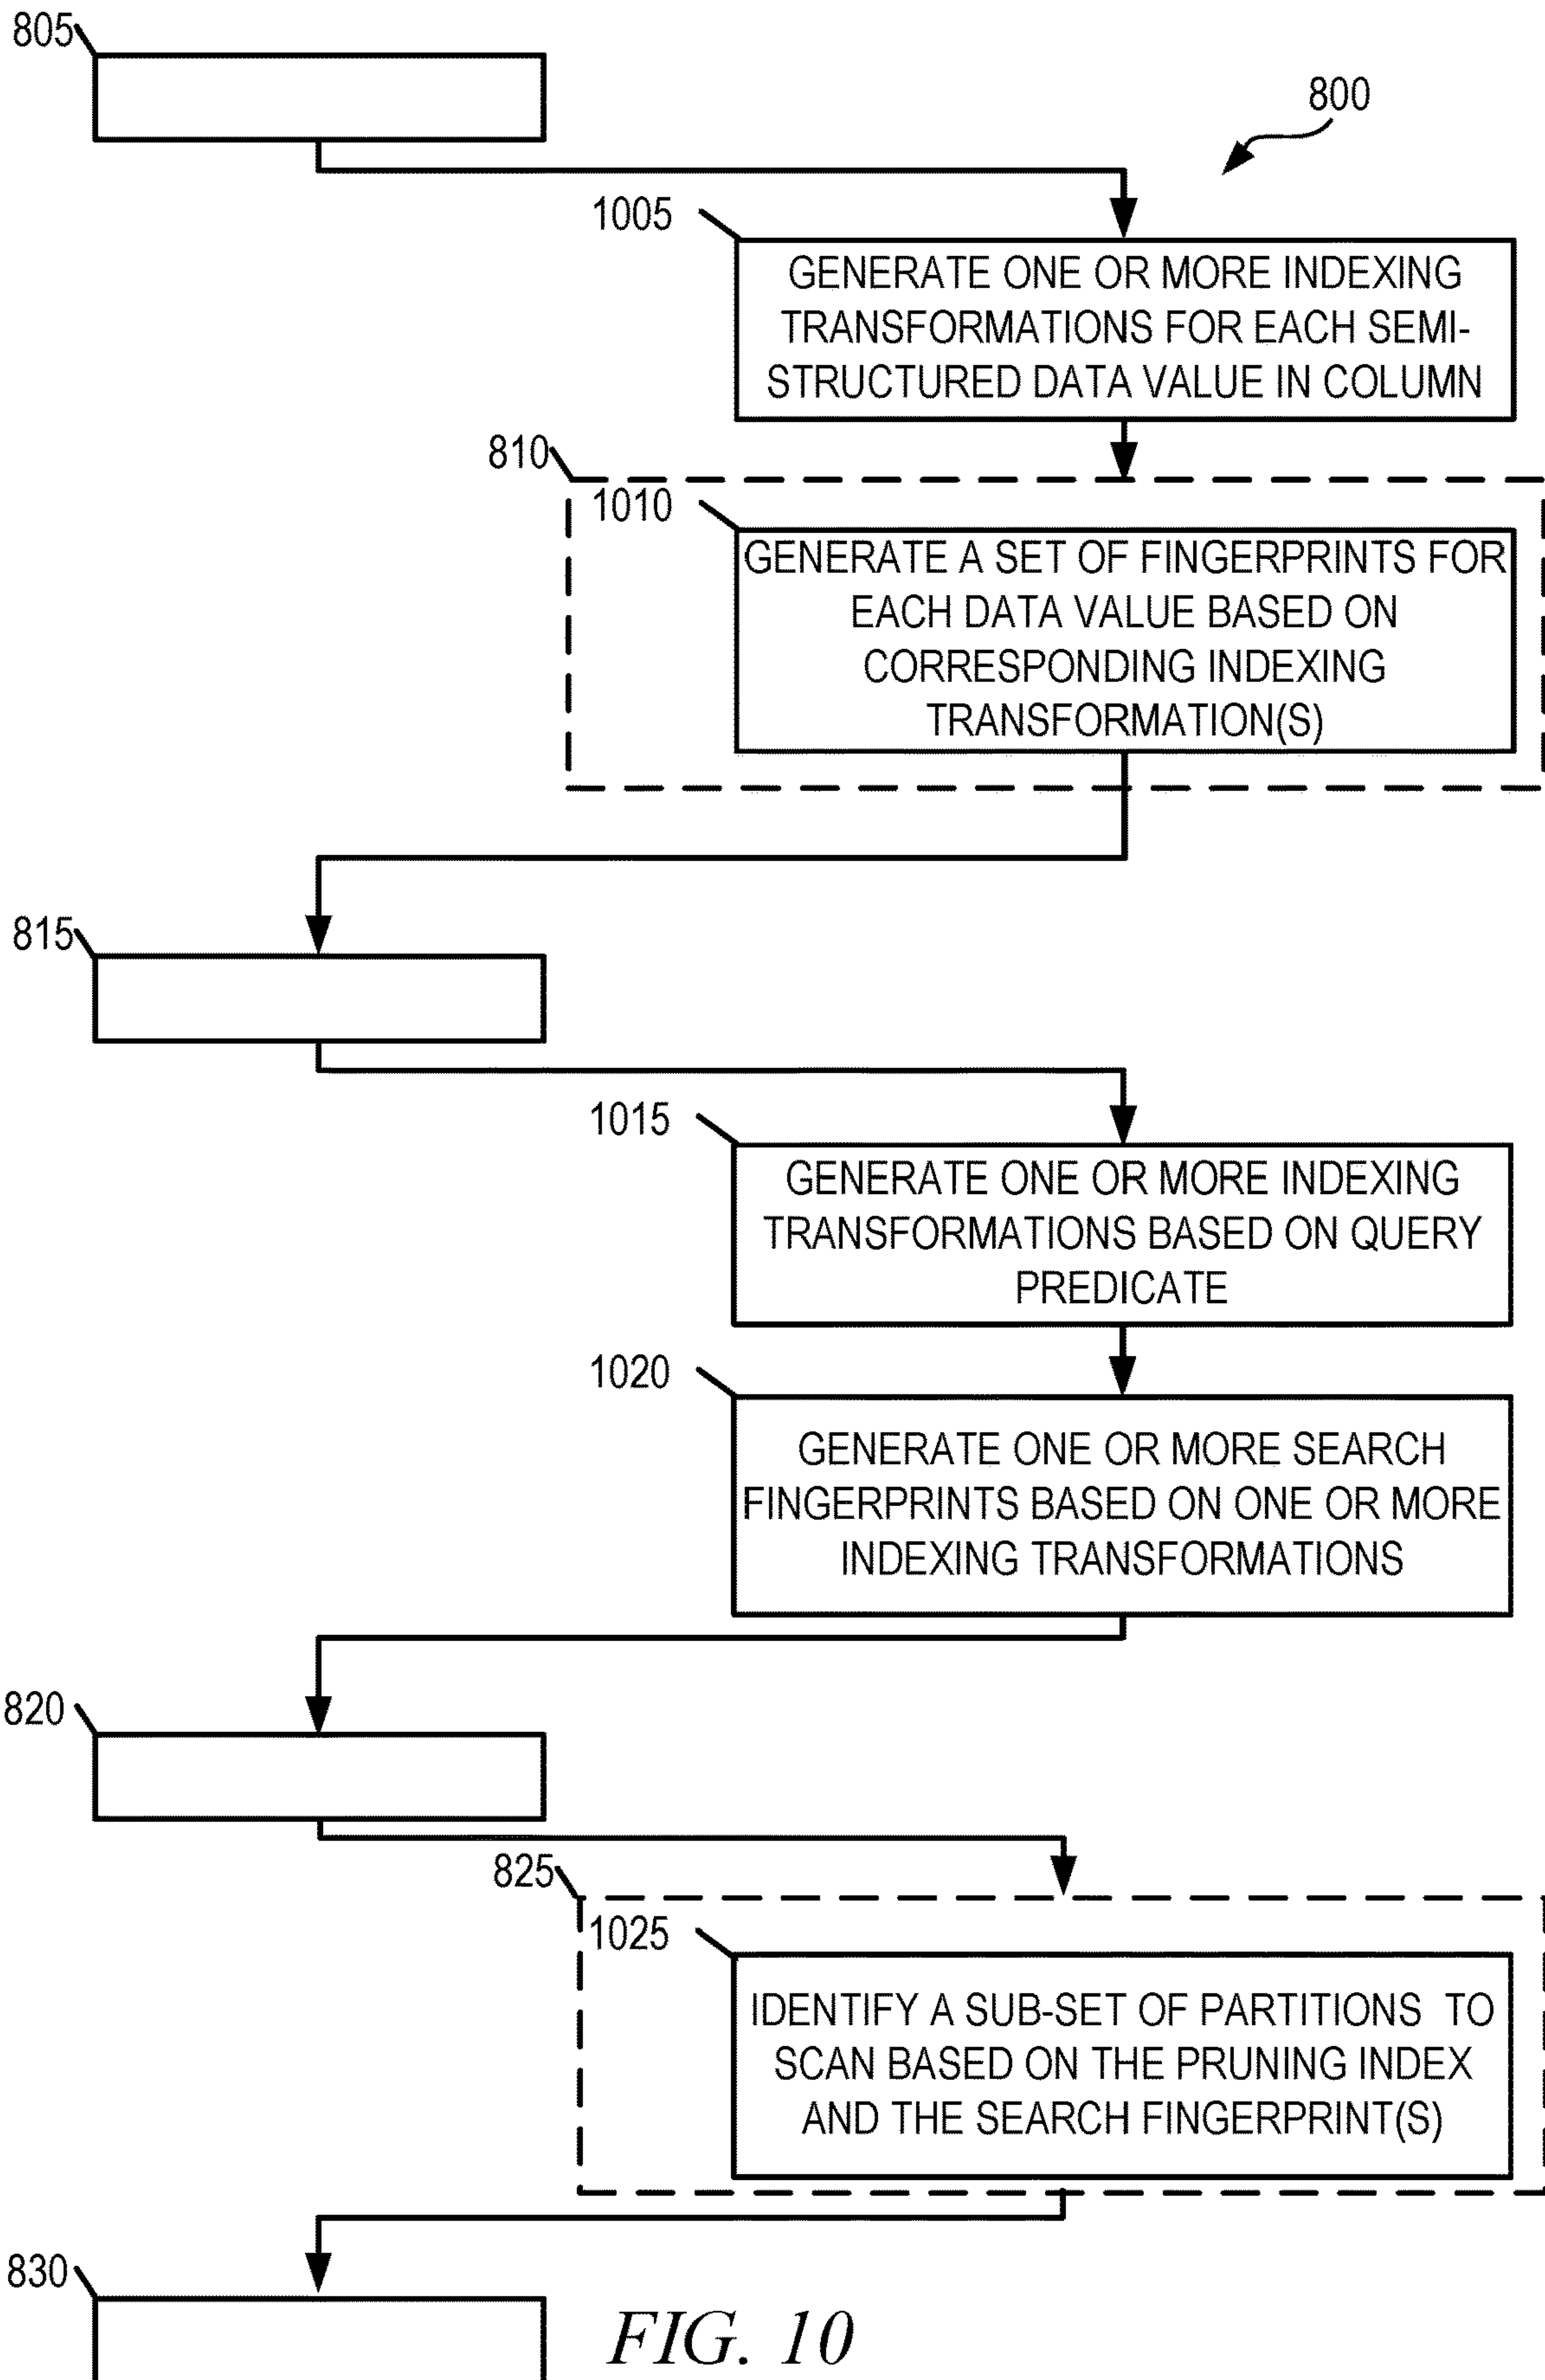 805
800
1005
GENERATE ONE OR MORE INDEXING
TRANSFORMATIONS FOR EACH SEMI-
STRUCTURED DATA VALUE IN COLUMN
810
1010
GENERATE A SET OF FINGERPRINTS FOR
EACH DATA VALUE BASED ON
CORRESPONDING INDEXING
TRANSFORMATION(S)
815
1015
GENERATE ONE OR MORE INDEXING
TRANSFORMATIONS BASED ON QUERY
PREDICATE
1020
GENERATE ONE OR MORE SEARCH
FINGERPRINTS BASED ON ONE OR MORE
INDEXING TRANSFORMATIONS
820
825
1025
IDENTIFY A SUB-SET OF PARTITIONS TO
SCAN BASED ON THE PRUNING INDEX
AND THE SEARCH FINGERPRINT(S)
830
FIG. 10